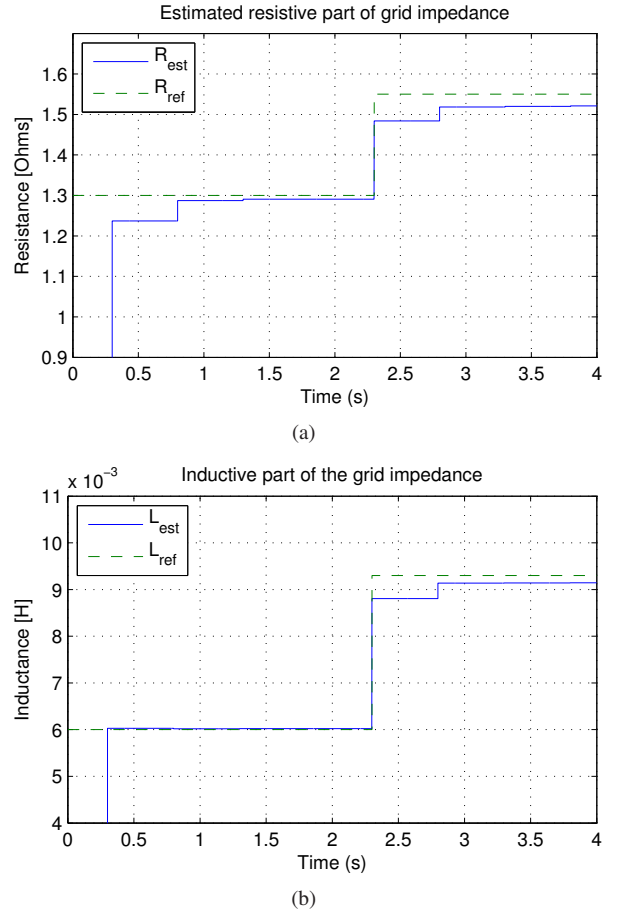 Estimated resistive part of grid impedance
R_est
R_ref
Resistance [Ohms]
1.6
1.5
1.4
1.3
1.2
1.1
1
0.9
0 0.5 1 1.5 2 2.5 3 3.5 4
Time (s)
(a)
Inductive part of the grid impedance
x 10^−3
L_est
L_ref
Inductance [H]
11
10
9
8
7
6
5
4
0 0.5 1 1.5 2 2.5 3 3.5 4
Time (s)
(b)